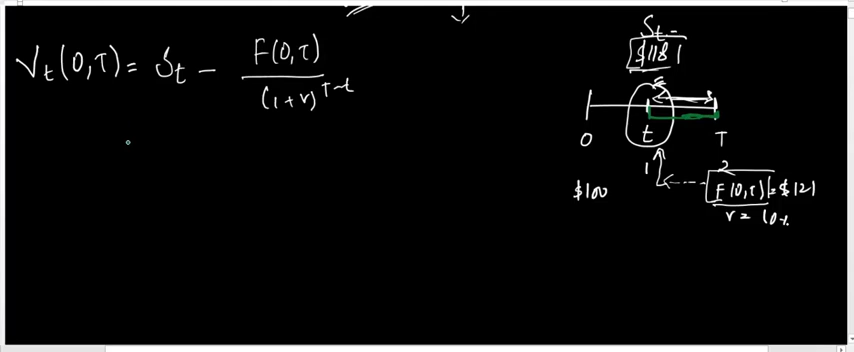 V_t(0,T) = S_t - F(0,T) / (1+r)^{T-t}
S_t =
$118
0 t T
1 2
$100 F(0,T) = $121
r = 10%